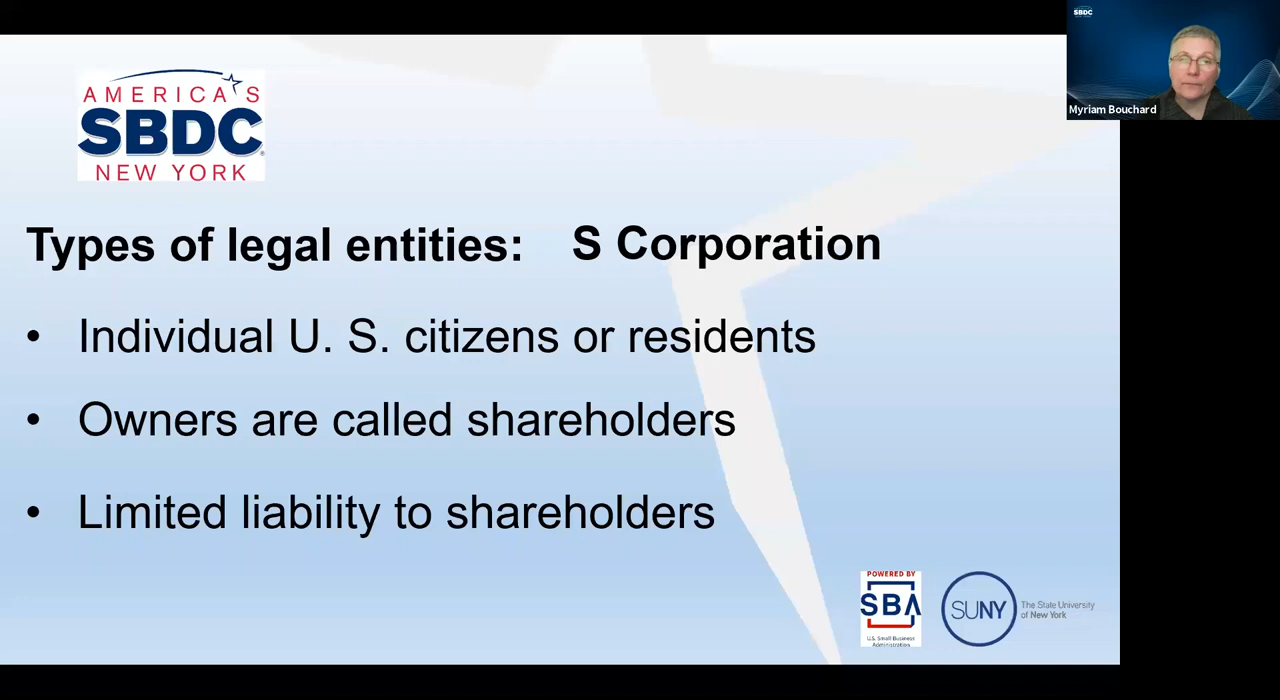 SBDC
Myriam Bouchard
AMERICA'S
SBDC
NEW YORK
Types of legal entities: S Corporation
• Individual U. S. citizens or residents
• Owners are called shareholders
• Limited liability to shareholders
POWERED BY
SBA
U.S. Small Business
Administration
SUNY
The State University
of New York